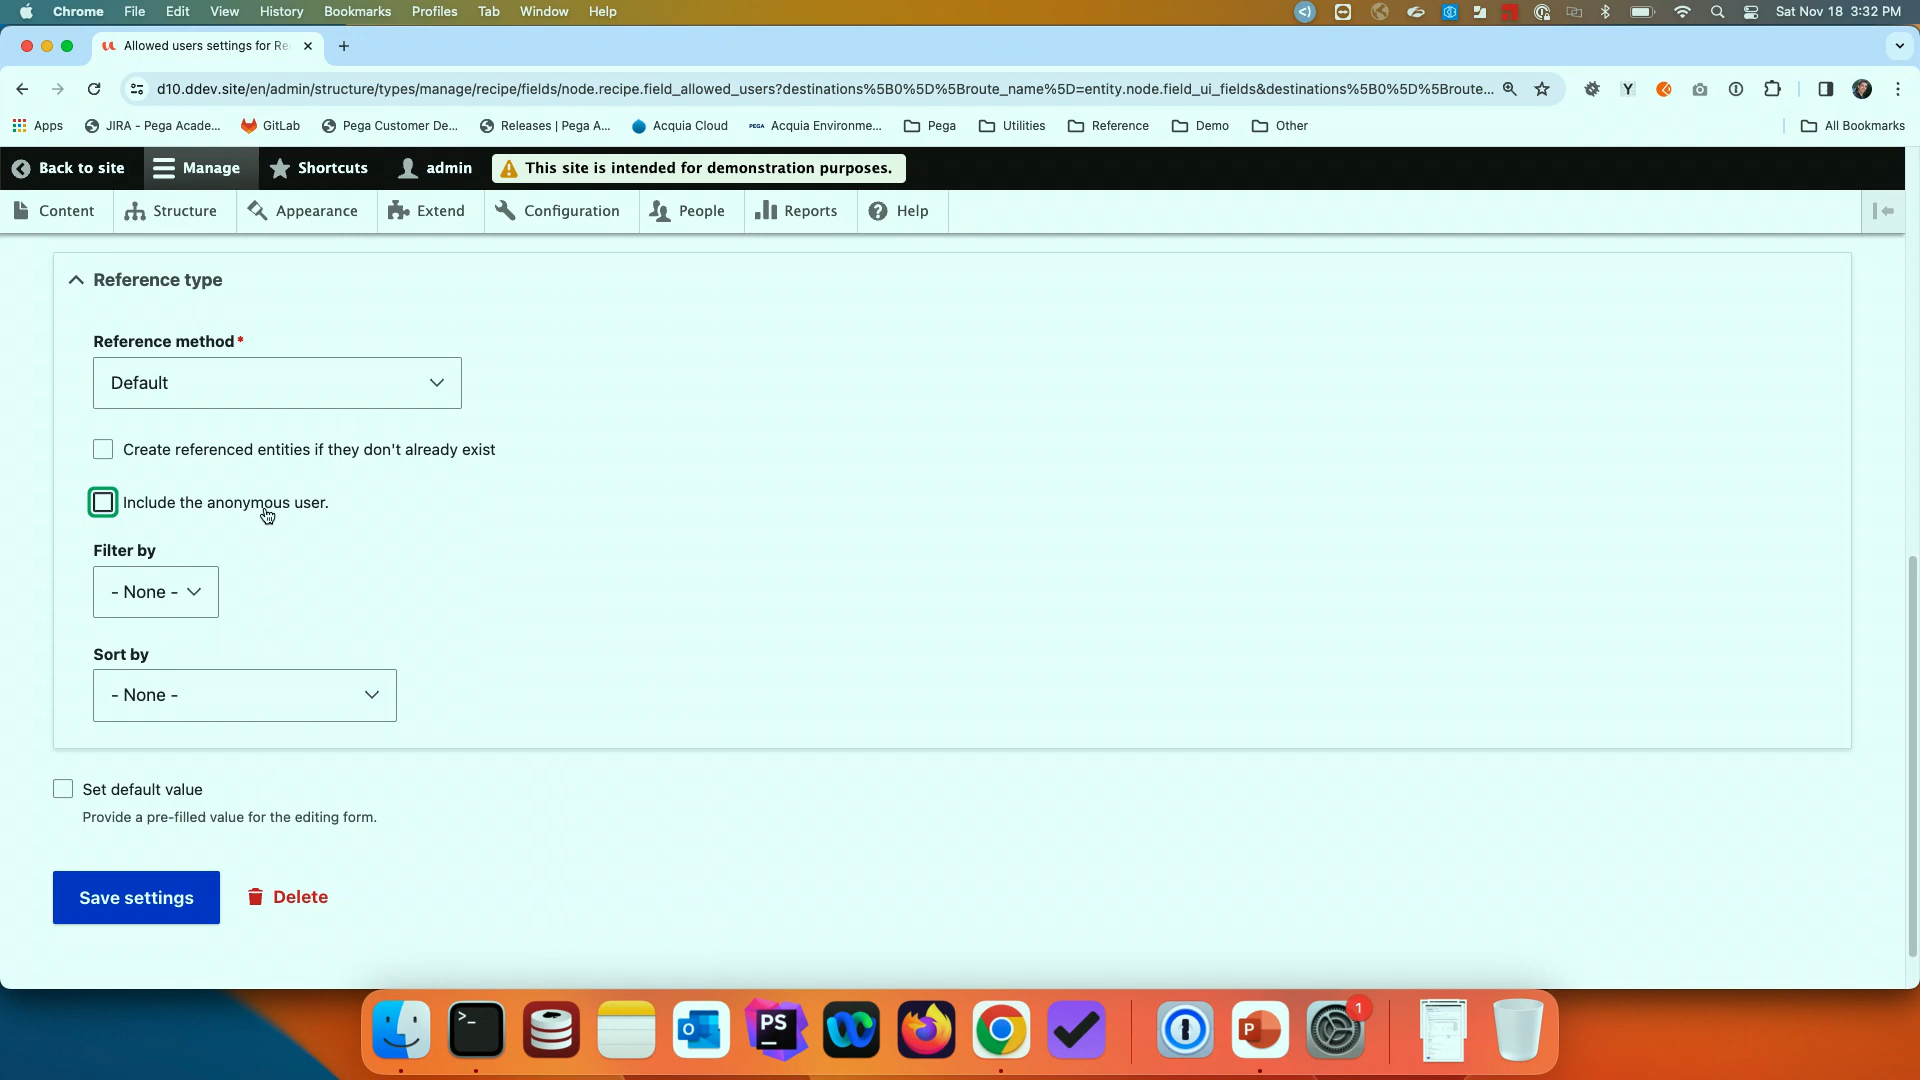 Chrome File Edit View History Bookmarks Profiles Tab Window Help Sat Nov 18 3:32 PM
Allowed users settings for Re
d10.ddev.site/en/admin/structure/types/manage/recipe/fields/node.recipe.field_allowed_users?destinations%5B0%5D%5Broute_name%5D=entity.node.field_ui_fields&destinations%5B0%5D%5Broute...
Apps JIRA - Pega Acade... GitLab Pega Customer De... Releases | Pega A... Acquia Cloud PEGA Acquia Environme... Pega Utilities Reference Demo Other All Bookmarks
Back to site Manage Shortcuts admin This site is intended for demonstration purposes.
Content Structure Appearance Extend Configuration People Reports Help
Reference type
Reference method*
Default
Create referenced entities if they don't already exist
Include the anonymous user.
Filter by
- None -
Sort by
- None -
Set default value
Provide a pre-filled value for the editing form.
Save settings Delete
PS
P
1